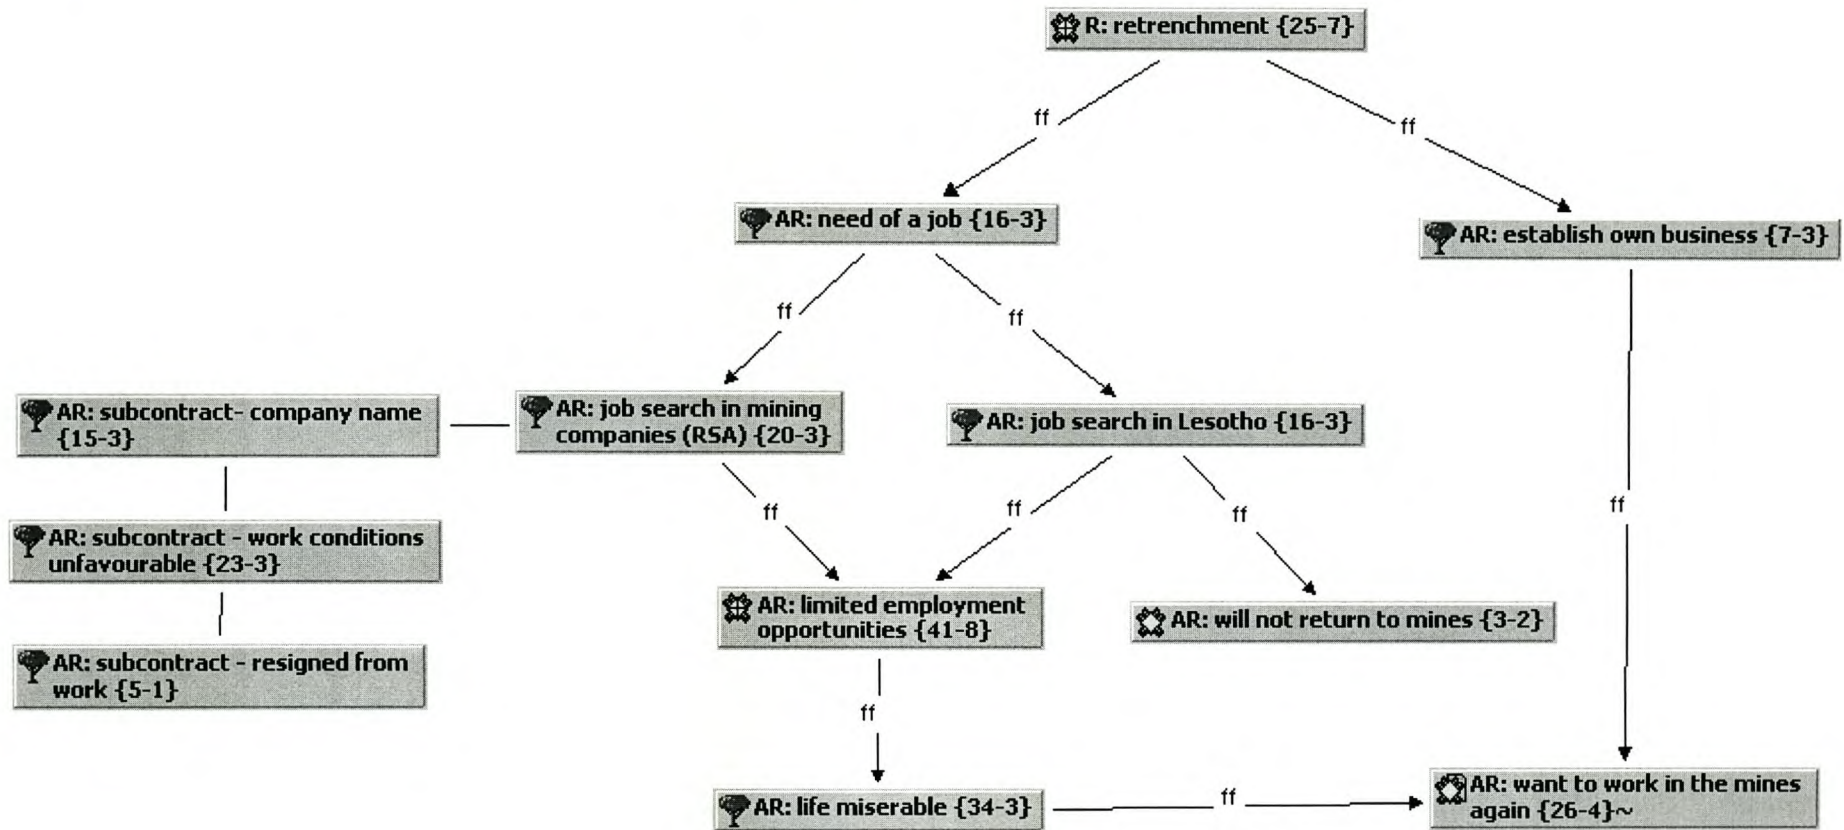 R: retrenchment {25-7}
ff
ff
AR: need of a job {16-3}
AR: establish own business {7-3}
ff
ff
AR: subcontract- company name
{15-3}
AR: job search in mining
companies (RSA) {20-3}
AR: job search in Lesotho {16-3}
ff
ff
ff
ff
AR: subcontract - work conditions
unfavourable {23-3}
AR: limited employment
opportunities {41-8}
AR: will not return to mines {3-2}
AR: subcontract - resigned from
work {5-1}
ff
AR: life miserable {34-3}
ff
AR: want to work in the mines
again {26-4}~